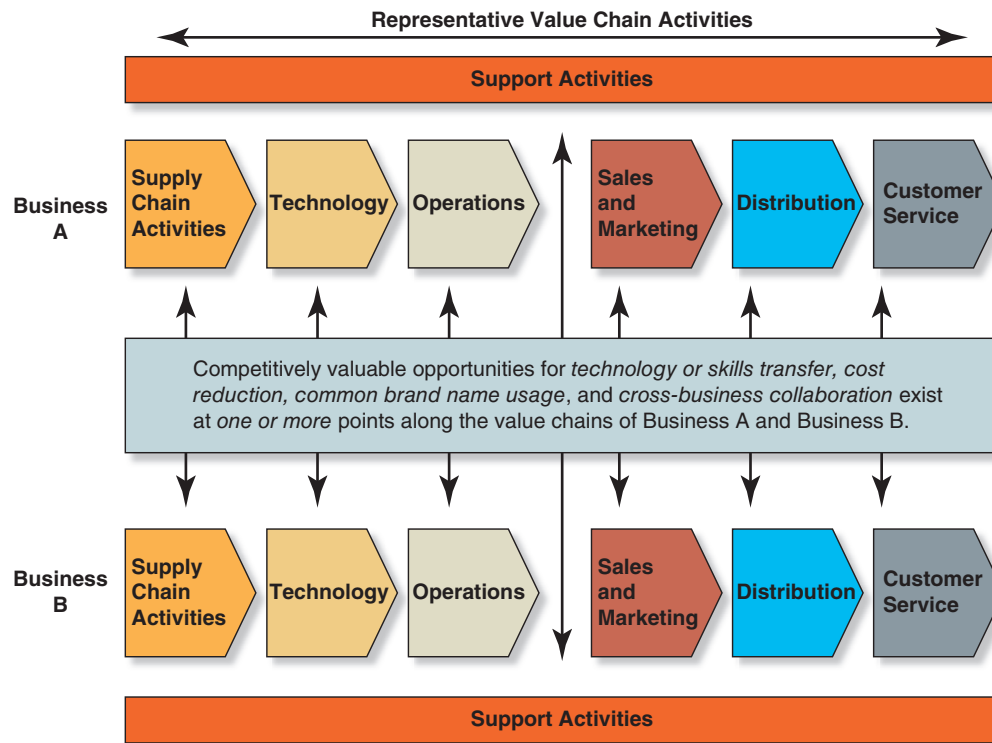 Representative Value Chain Activities
Support Activities
Business
A
Supply
Chain
Activities
Technology
Operations
Sales
and
Marketing
Distribution
Customer
Service
Competitively valuable opportunities for technology or skills transfer, cost
reduction, common brand name usage, and cross-business collaboration exist
at one or more points along the value chains of Business A and Business B.
Business
B
Supply
Chain
Activities
Technology
Operations
Sales
and
Marketing
Distribution
Customer
Service
Support Activities